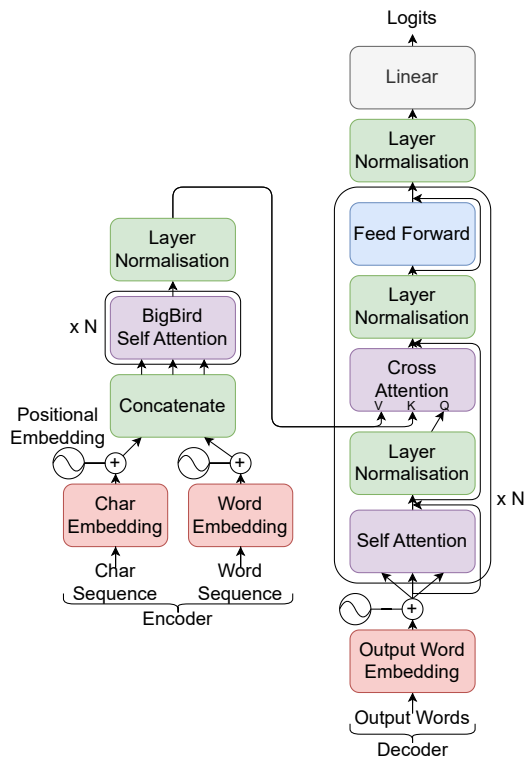 Logits
Linear
Layer
Normalisation
Feed Forward
Layer
Normalisation
Cross
Attention
V K Q
Layer
Normalisation
Self Attention
x N
Output Word
Embedding
Output Words
Decoder
Layer
Normalisation
BigBird
Self Attention
x N
Concatenate
Positional
Embedding
Char
Embedding
Word
Embedding
Char
Sequence
Word
Sequence
Encoder